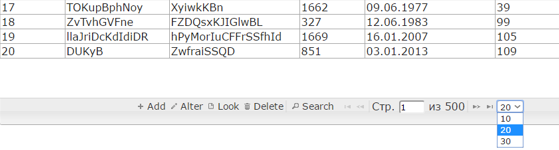 17 TOKupBphNoy XyiwkKBn 1662 09.06.1977 39
18 ZvTvhGVFne FZDQsxKJIGlwBL 327 12.06.1983 99
19 llaJriDcKdIdiDR hPyMorIuCFFrSSfhId 1669 16.01.2007 105
20 DUKyB ZwfraiSSQD 851 03.01.2013 109
Add Alter Look Delete Search Стр. 1 из 500 20
10
20
30